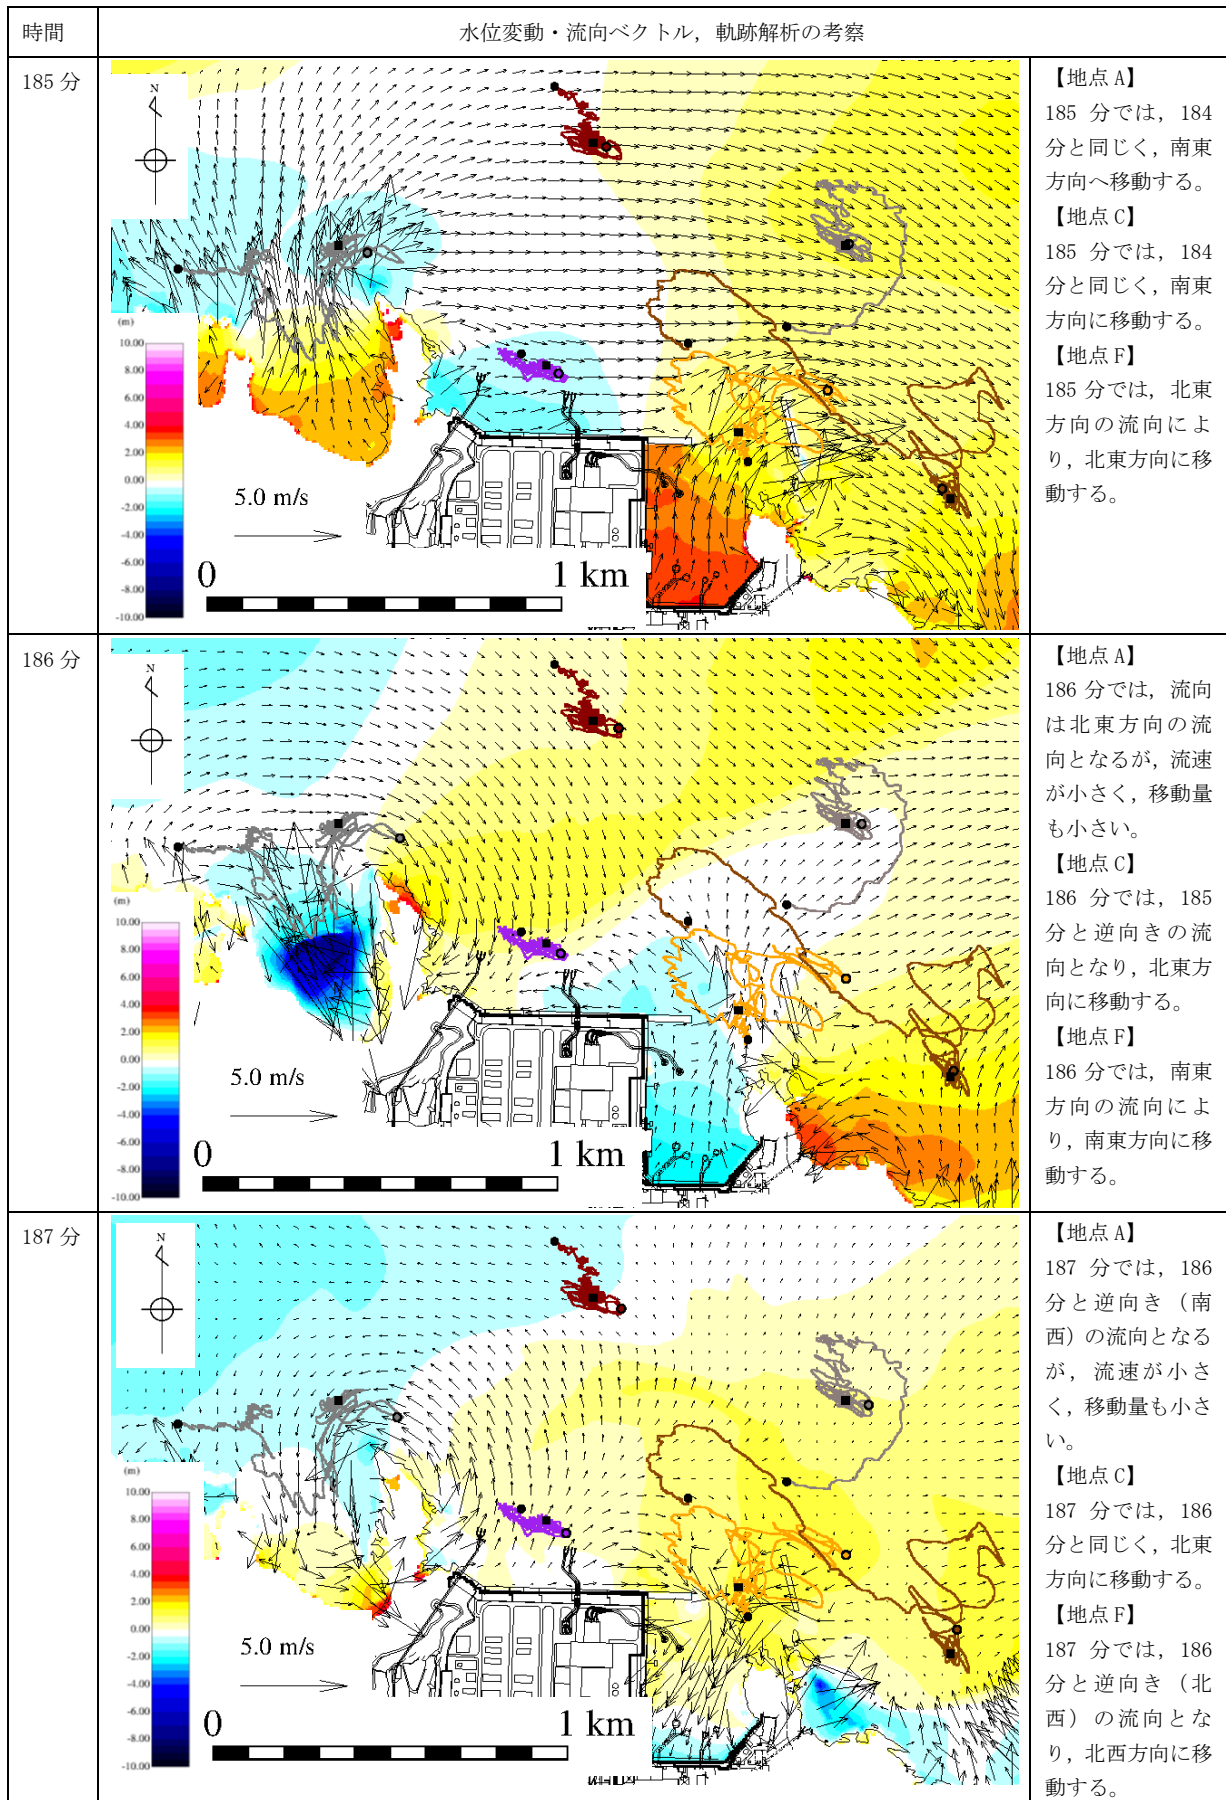 時間
水位変動・流向ベクトル，軌跡解析の考察
185 分
N
(m)
10.00
8.00
6.00
4.00
2.00
0.00
-2.00
-4.00
-6.00
-8.00
-10.00
5.0 m/s
0
1 km
【地点 A】
185 分では，184
分と同じく，南東
方向へ移動する。
【地点 C】
185 分では，184
分と同じく，南東
方向に移動する。
【地点 F】
185 分では，北東
方向の流向によ
り，北東方向に移
動する。
186 分
N
(m)
10.00
8.00
6.00
4.00
2.00
0.00
-2.00
-4.00
-6.00
-8.00
-10.00
5.0 m/s
0
1 km
【地点 A】
186 分では，流向
は北東方向の流
向となるが，流速
が小さく，移動量
も小さい。
【地点 C】
186 分では，185
分と逆向きの流
向となり，北東方
向に移動する。
【地点 F】
186 分では，南東
方向の流向によ
り，南東方向に移
動する。
187 分
N
(m)
10.00
8.00
6.00
4.00
2.00
0.00
-2.00
-4.00
-6.00
-8.00
-10.00
5.0 m/s
0
1 km
【地点 A】
187 分では，186
分と逆向き（南
西）の流向となる
が，流速が小さ
く，移動量も小さ
い。
【地点 C】
187 分では，186
分と同じく，北東
方向に移動する。
【地点 F】
187 分では，186
分と逆向き（北
西）の流向とな
り，北西方向に移
動する。